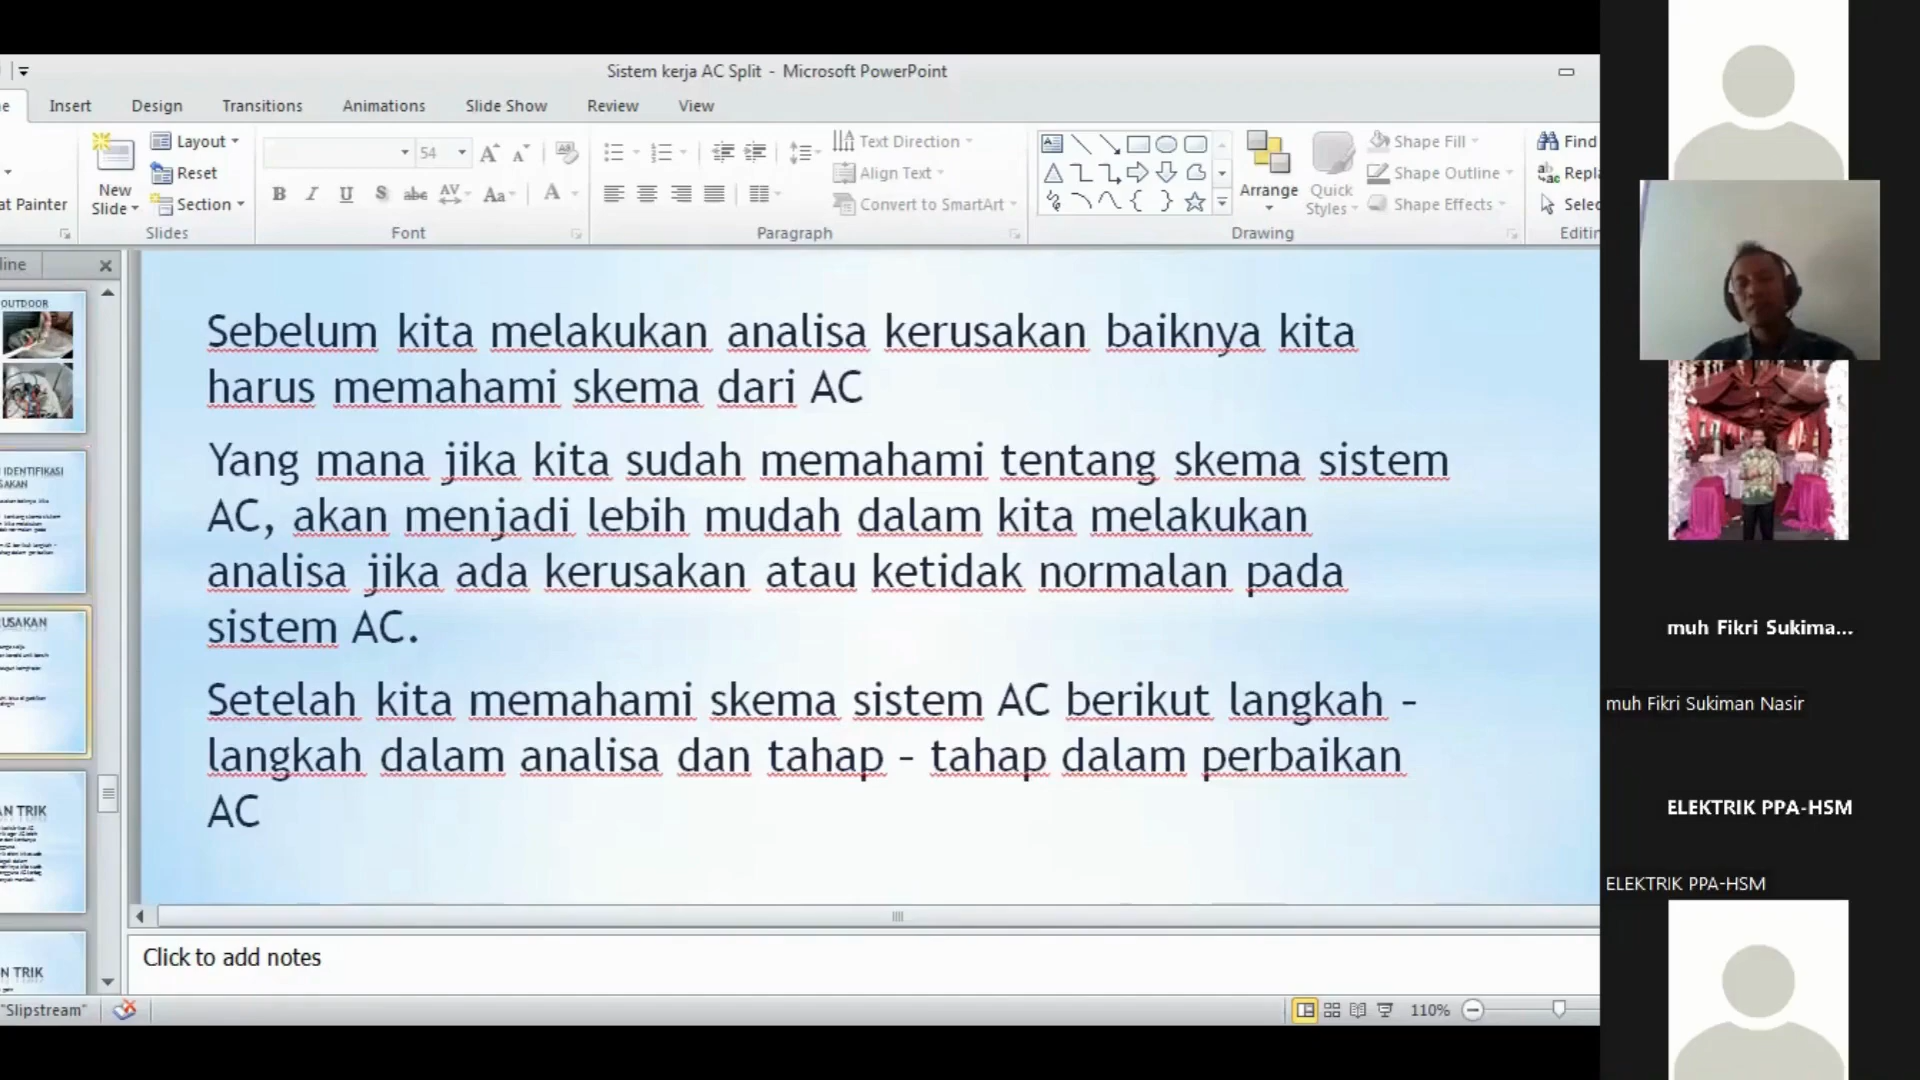 Sistem kerja AC Split - Microsoft PowerPoint
Insert Design Transitions Animations Slide Show Review View
Layout
Reset
Section
New
Slide
at Painter
Slides
54
B I U S abc AV Aa A
Font
Text Direction
Align Text
Convert to SmartArt
Paragraph
Arrange
Quick
Styles
Shape Fill
Shape Outline
Shape Effects
Drawing
Find
Repl
Selec
Editin
line
OUTDOOR
IDENTIFIKASI
SAKAN
USAKAN
AN TRIK
N TRIK
Sebelum kita melakukan analisa kerusakan baiknya kita
harus memahami skema dari AC
Yang mana jika kita sudah memahami tentang skema sistem
AC, akan menjadi lebih mudah dalam kita melakukan
analisa jika ada kerusakan atau ketidak normalan pada
sistem AC.
Setelah kita memahami skema sistem AC berikut langkah –
langkah dalam analisa dan tahap – tahap dalam perbaikan
AC
Click to add notes
"Slipstream"
110%
muh Fikri Sukima...
muh Fikri Sukiman Nasir
ELEKTRIK PPA-HSM
ELEKTRIK PPA-HSM